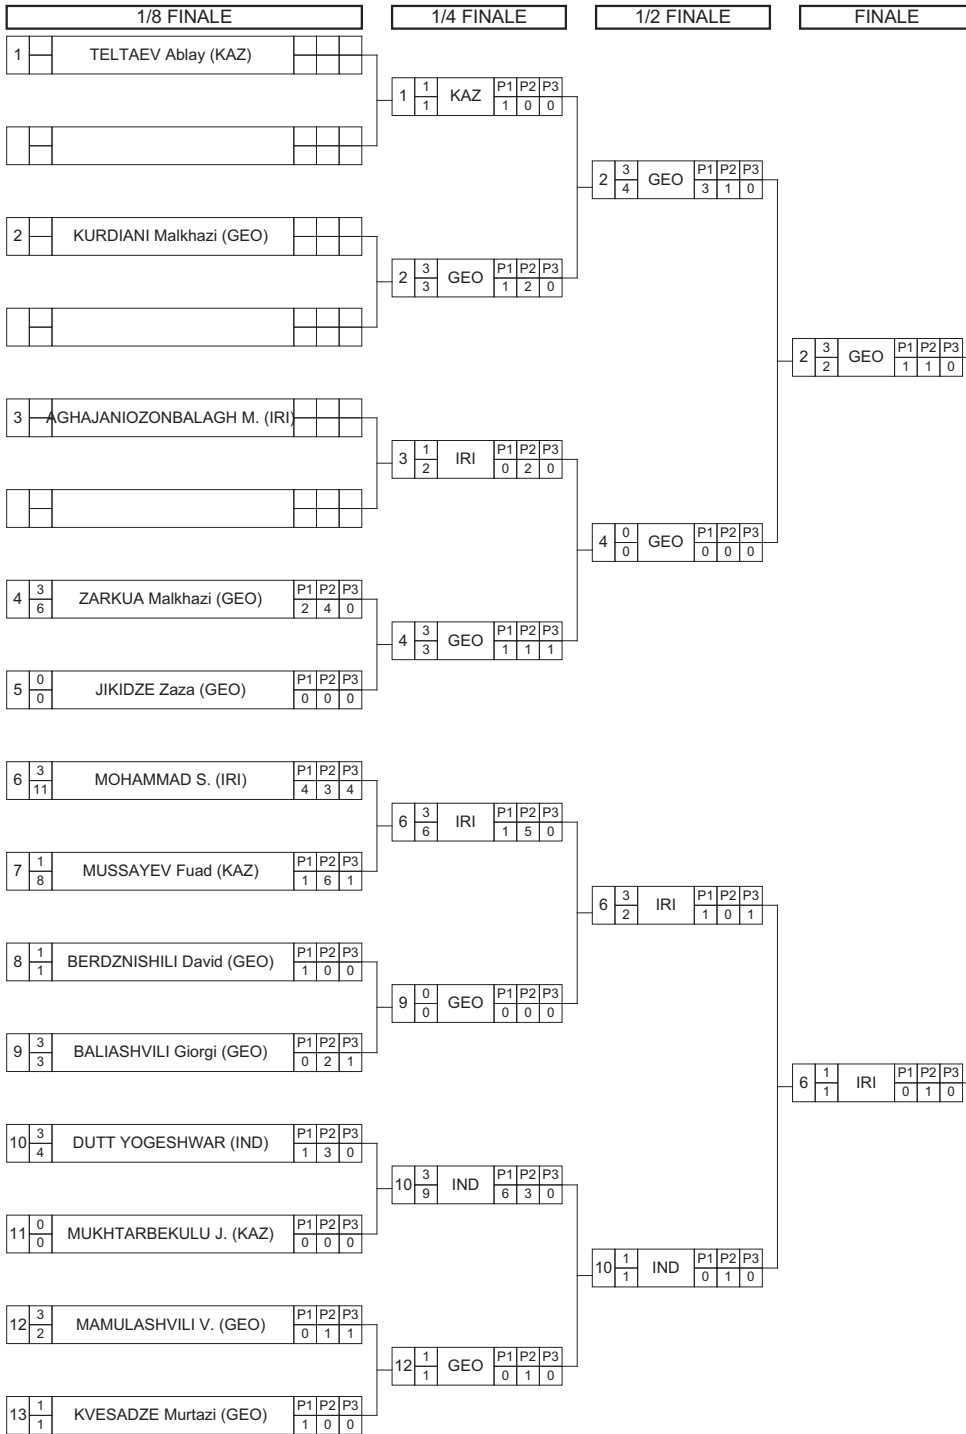 1/8 FINALE 1/4 FINALE 1/2 FINALE FINALE
1 TELTAEV Ablay (KAZ)
1 1 KAZ P1 P2 P3
1 1 0 0
2 3 GEO P1 P2 P3
4 3 1 0
2 KURDIANI Malkhazi (GEO)
2 3 GEO P1 P2 P3
3 1 2 0
2 3 GEO P1 P2 P3
2 1 1 0
3 AGHAJANIOZONBALAGH M. (IRI)
3 1 IRI P1 P2 P3
2 0 2 0
4 0 GEO P1 P2 P3
0 0 0 0
4 3 ZARKUA Malkhazi (GEO) P1 P2 P3
6 2 4 0
4 3 GEO P1 P2 P3
3 1 1 1
5 0 JIKIDZE Zaza (GEO) P1 P2 P3
0 0 0 0
6 3 MOHAMMAD S. (IRI) P1 P2 P3
11 4 3 4
6 3 IRI P1 P2 P3
6 1 5 0
7 1 MUSSAYEV Fuad (KAZ) P1 P2 P3
8 1 6 1
6 3 IRI P1 P2 P3
2 1 0 1
8 1 BERDZNISHILI David (GEO) P1 P2 P3
1 1 0 0
9 0 GEO P1 P2 P3
0 0 0 0
9 3 BALIASHVILI Giorgi (GEO) P1 P2 P3
3 0 2 1
6 1 IRI P1 P2 P3
1 0 1 0
10 3 DUTT YOGESHWAR (IND) P1 P2 P3
4 1 3 0
10 3 IND P1 P2 P3
9 6 3 0
11 0 MUKHTARBEKULU J. (KAZ) P1 P2 P3
0 0 0 0
10 1 IND P1 P2 P3
1 0 1 0
12 3 MAMULASHVILI V. (GEO) P1 P2 P3
2 0 1 1
12 1 GEO P1 P2 P3
1 0 1 0
13 1 KVESADZE Murtazi (GEO) P1 P2 P3
1 1 0 0